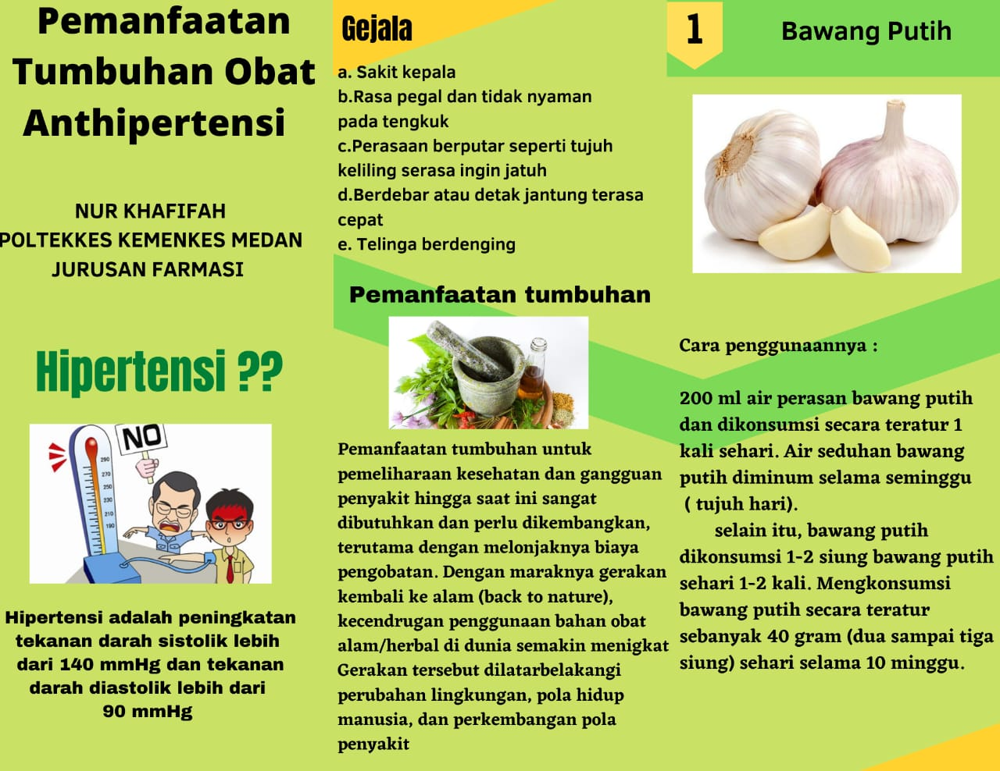 Pemanfaatan
Tumbuhan Obat
Anthipertensi
NUR KHAFIFAH
POLTEKKES KEMENKES MEDAN
JURUSAN FARMASI
Hipertensi ??
NO
290
270
250
230
210
190
Hipertensi adalah peningkatan
tekanan darah sistolik lebih
dari 140 mmHg dan tekanan
darah diastolik lebih dari
90 mmHg
Gejala
a. Sakit kepala
b.Rasa pegal dan tidak nyaman
pada tengkuk
c.Perasaan berputar seperti tujuh
keliling serasa ingin jatuh
d.Berdebar atau detak jantung terasa
cepat
e. Telinga berdenging
Pemanfaatan tumbuhan
Pemanfaatan tumbuhan untuk
pemeliharaan kesehatan dan gangguan
penyakit hingga saat ini sangat
dibutuhkan dan perlu dikembangkan,
terutama dengan melonjaknya biaya
pengobatan. Dengan maraknya gerakan
kembali ke alam (back to nature),
kecendrugan penggunaan bahan obat
alam/herbal di dunia semakin menigkat
Gerakan tersebut dilatarbelakangi
perubahan lingkungan, pola hidup
manusia, dan perkembangan pola
penyakit
1
Bawang Putih
Cara penggunaannya :
200 ml air perasan bawang putih
dan dikonsumsi secara teratur 1
kali sehari. Air seduhan bawang
putih diminum selama seminggu
( tujuh hari).
selain itu, bawang putih
dikonsumsi 1-2 siung bawang putih
sehari 1-2 kali. Mengkonsumsi
bawang putih secara teratur
sebanyak 40 gram (dua sampai tiga
siung) sehari selama 10 minggu.